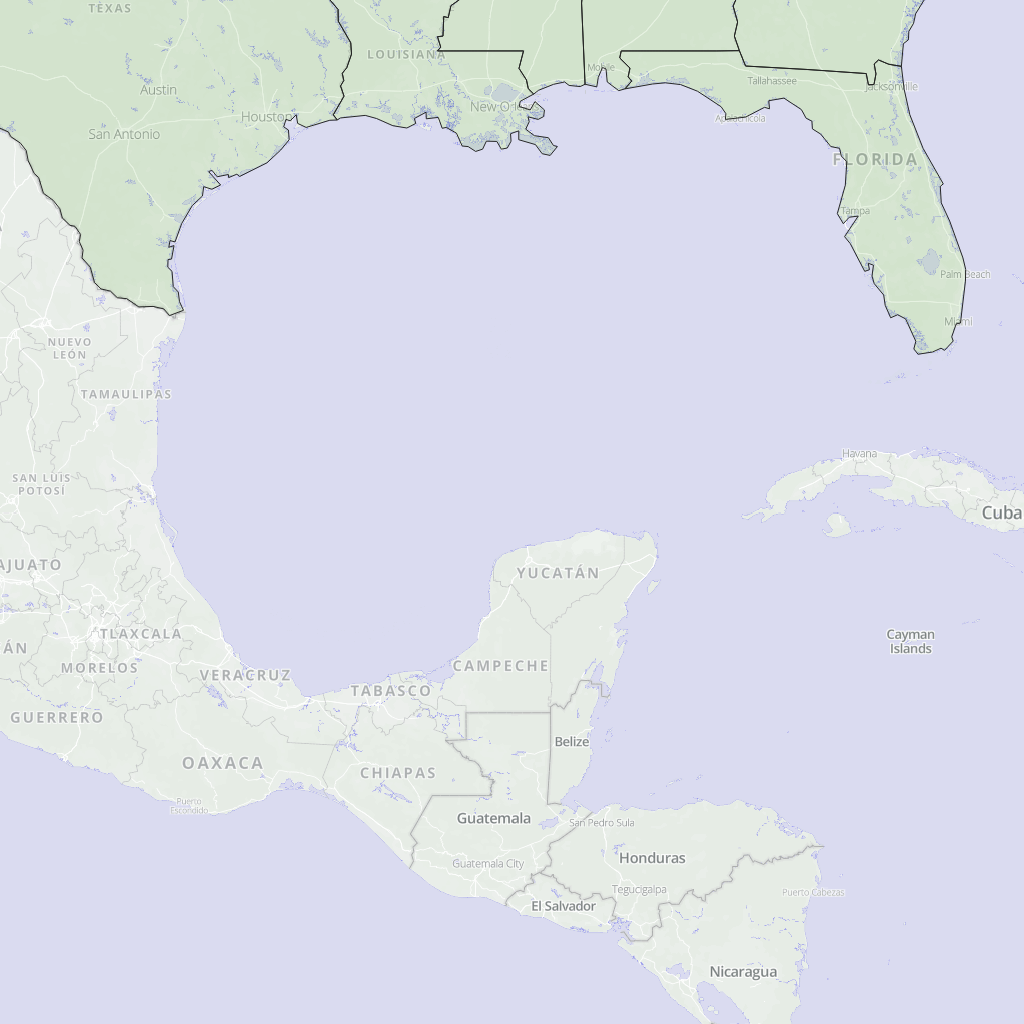 TEXAS
LOUISIANA
Mobile
Tallahassee
Jacksonville
Austin
Houston
New Orle
Apalachicola
San Antonio
FLORIDA
Tampa
Palm Beach
Miami
NUEVO
LEÓN
TAMAULIPAS
Havana
SAN LUIS
POTOSÍ
Cuba
AJUATO
YUCATÁN
TLAXCALA
Cayman
Islands
ÁN
MORELOS
CAMPECHE
VERACRUZ
TABASCO
GUERRERO
Belize
OAXACA
CHIAPAS
Puerto
Escondido
Guatemala
San Pedro Sula
Honduras
Guatemala City
Tegucigalpa
Puerto Cabezas
El Salvador
Nicaragua